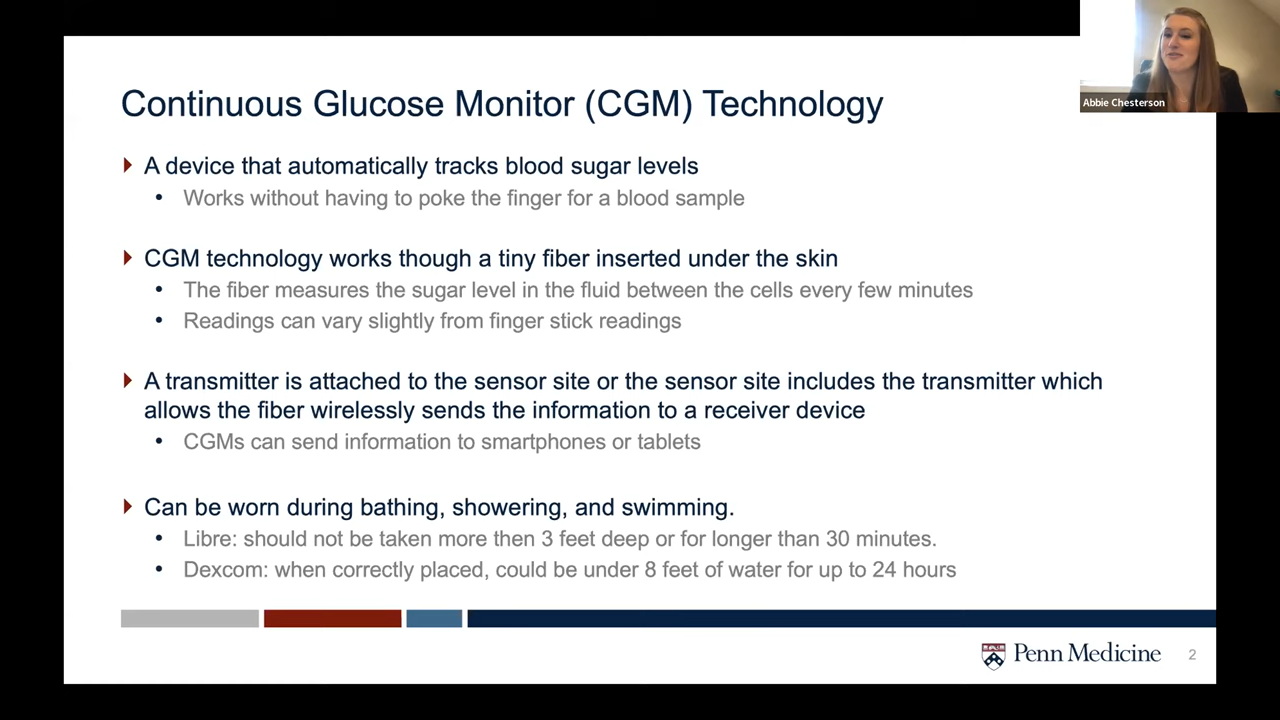 Continuous Glucose Monitor (CGM) Technology
Abbie Chesterson
A device that automatically tracks blood sugar levels
• Works without having to poke the finger for a blood sample
CGM technology works though a tiny fiber inserted under the skin
• The fiber measures the sugar level in the fluid between the cells every few minutes
• Readings can vary slightly from finger stick readings
A transmitter is attached to the sensor site or the sensor site includes the transmitter which
allows the fiber wirelessly sends the information to a receiver device
• CGMs can send information to smartphones or tablets
Can be worn during bathing, showering, and swimming.
• Libre: should not be taken more then 3 feet deep or for longer than 30 minutes.
• Dexcom: when correctly placed, could be under 8 feet of water for up to 24 hours
Penn Medicine
2